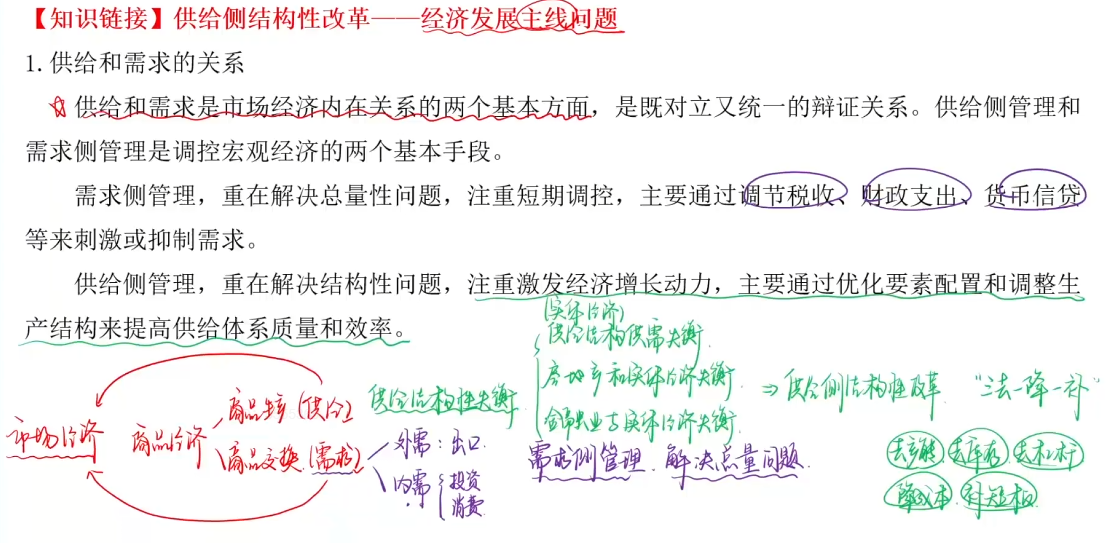 【知识链接】供给侧结构性改革——经济发展主线问题
1.供给和需求的关系
供给和需求是市场经济内在关系的两个基本方面，是既对立又统一的辩证关系。供给侧管理和
需求侧管理是调控宏观经济的两个基本手段。
需求侧管理，重在解决总量性问题，注重短期调控，主要通过调节税收、财政支出、货币信贷
等来刺激或抑制需求。
供给侧管理，重在解决结构性问题，注重激发经济增长动力，主要通过优化要素配置和调整生
产结构来提高供给体系质量和效率。
(实体经济)
供给结构供需失衡.
房地产和实体经济失衡.
金融业与实体经济失衡.
供给结构性失衡
⇒供给侧结构性改革 “三去一降一补”
去产能 去库存 去杠杆
降成本 补短板
市场经济
商品经济
商品生产(供给)
商品交换(需求)
外需：出口.
内需
投资
消费
需求侧管理.解决总量问题.